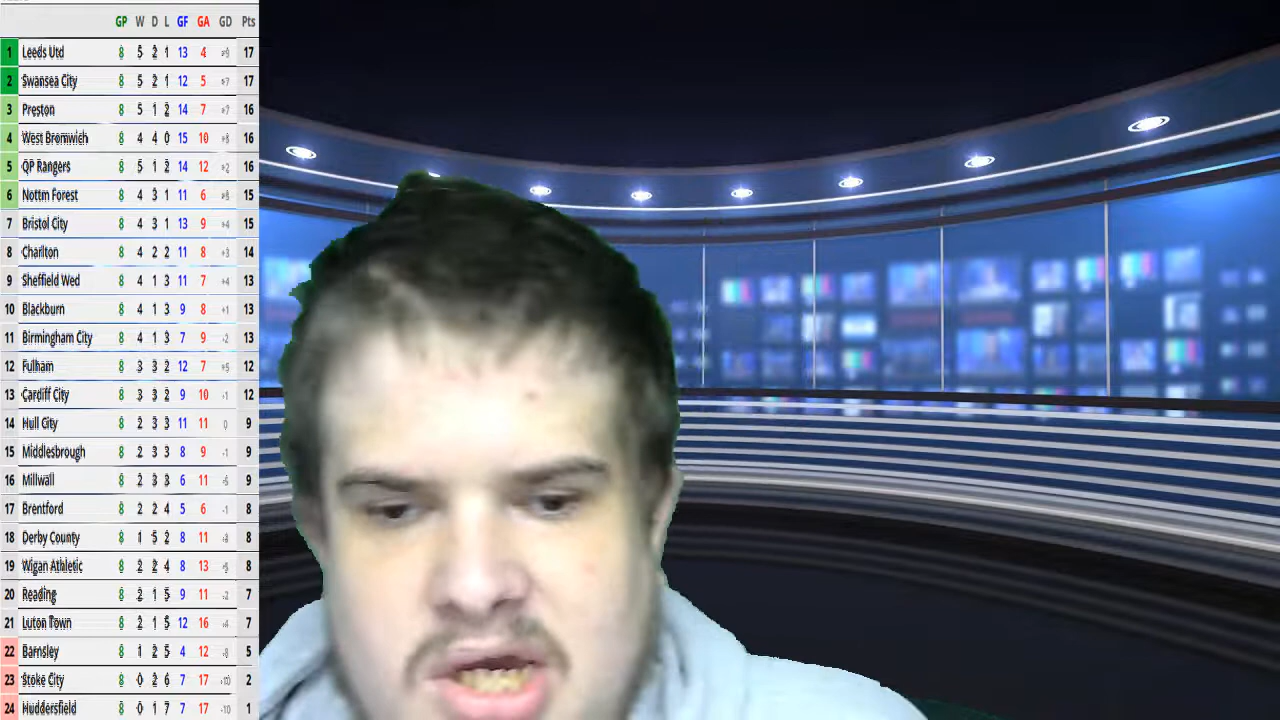 GP W D L GF GA GD Pts
1 Leeds Utd 8 5 2 1 13 4 +9 17
2 Swansea City 8 5 2 1 12 5 +7 17
3 Preston 8 5 1 2 14 7 +7 16
4 West Bromwich 8 4 4 0 15 10 16
5 QP Rangers 8 5 1 2 14 12 +2 16
6 Nottm Forest 8 4 3 1 11 6 15
7 Bristol City 8 4 3 1 13 9 +4 15
8 Charlton 8 4 2 2 11 8 +3 14
9 Sheffield Wed 8 4 1 3 11 7 +4 13
10 Blackburn 8 4 1 3 9 8 +1 13
11 Birmingham City 8 4 1 3 7 9 -2 13
12 Fulham 8 3 3 2 12 7 +5 12
13 Cardiff City 8 3 3 2 9 10 -1 12
14 Hull City 8 2 3 3 11 11 0 9
15 Middlesbrough 8 2 3 3 8 9 -1 9
16 Millwall 8 2 3 3 6 11 -5 9
17 Brentford 8 2 2 4 5 6 -1 8
18 Derby County 8 1 5 2 8 11 8
19 Wigan Athletic 8 2 2 4 8 13 -5 8
20 Reading 8 2 1 5 9 11 -2 7
21 Luton Town 8 2 1 5 12 16 -4 7
22 Barnsley 8 1 2 5 4 12 -8 5
23 Stoke City 8 0 2 6 7 17 -10 2
24 Huddersfield 8 0 1 7 7 17 -10 1